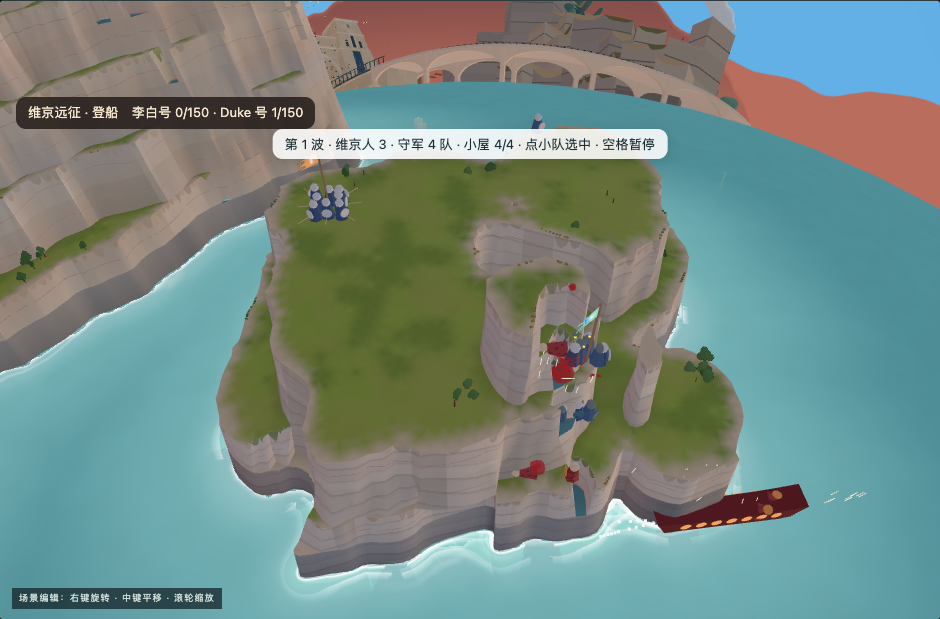 维京远征 · 登船 李白号 0/150 · Duke 号 1/150
第 1 波 · 维京人 3 · 守军 4 队 · 小屋 4/4 · 点小队选中 · 空格暂停
场景编辑：右键旋转 · 中键平移 · 滚轮缩放